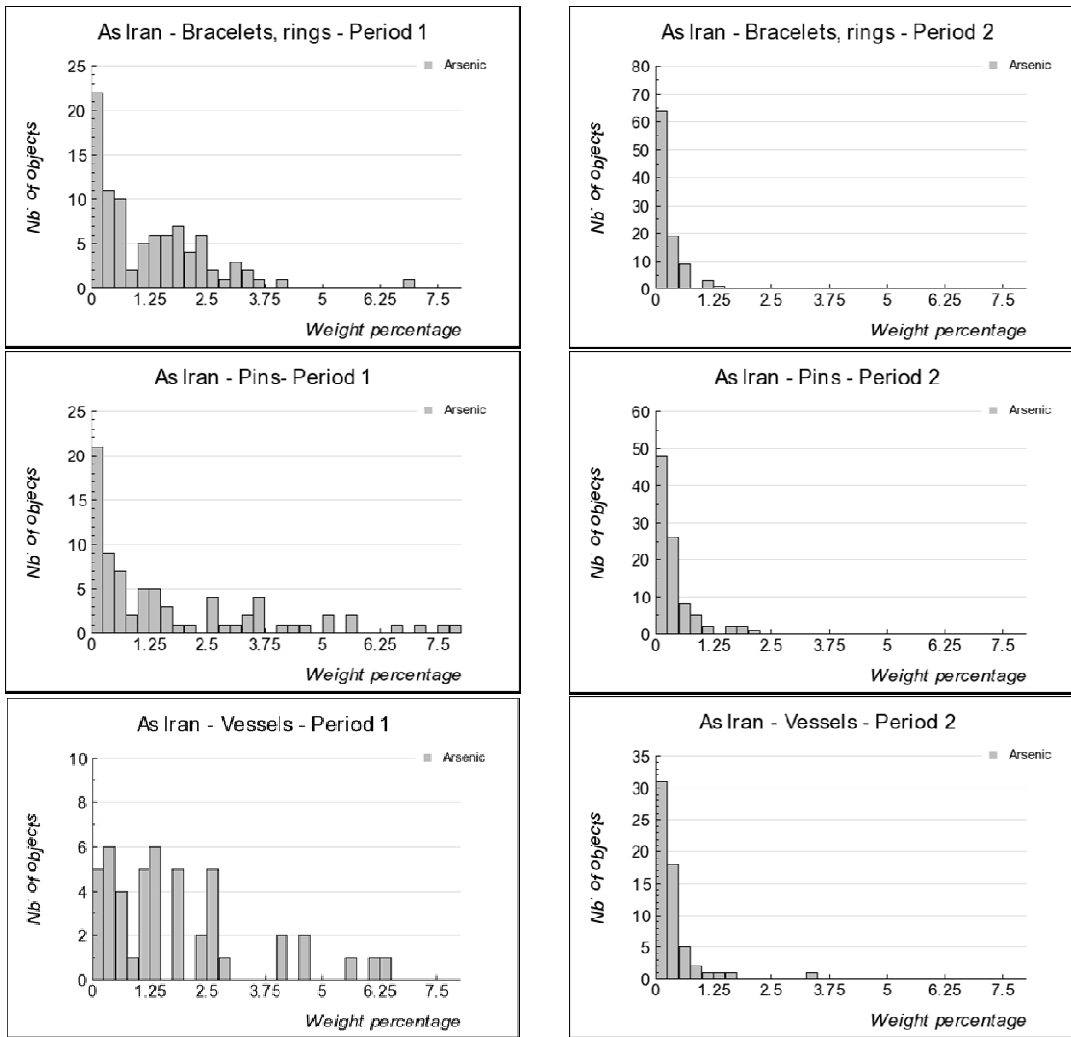 As Iran - Bracelets, rings - Period 1
Arsenic
Nb' of objects
25
20
15
10
5
0
0 1.25 2.5 3.75 5 6.25 7.5
Weight percentage
As Iran - Bracelets, rings - Period 2
Arsenic
Nb' of objects
80
70
60
50
40
30
20
10
0
0 1.25 2.5 3.75 5 6.25 7.5
Weight percentage
As Iran - Pins- Period 1
Arsenic
Nb' of objects
25
20
15
10
5
0
0 1.25 2.5 3.75 5 6.25 7.5
Weight percentage
As Iran - Pins - Period 2
Arsenic
Nb' of objects
60
50
40
30
20
10
0
0 1.25 2.5 3.75 5 6.25 7.5
Weight percentage
As Iran - Vessels - Period 1
Arsenic
Nb' of objects
10
8
6
4
2
0
0 1.25 2.5 3.75 5 6.25 7.5
Weight percentage
As Iran - Vessels - Period 2
Arsenic
Nb' of objects
35
30
25
20
15
10
5
0
0 1.25 2.5 3.75 5 6.25 7.5
Weight percentage